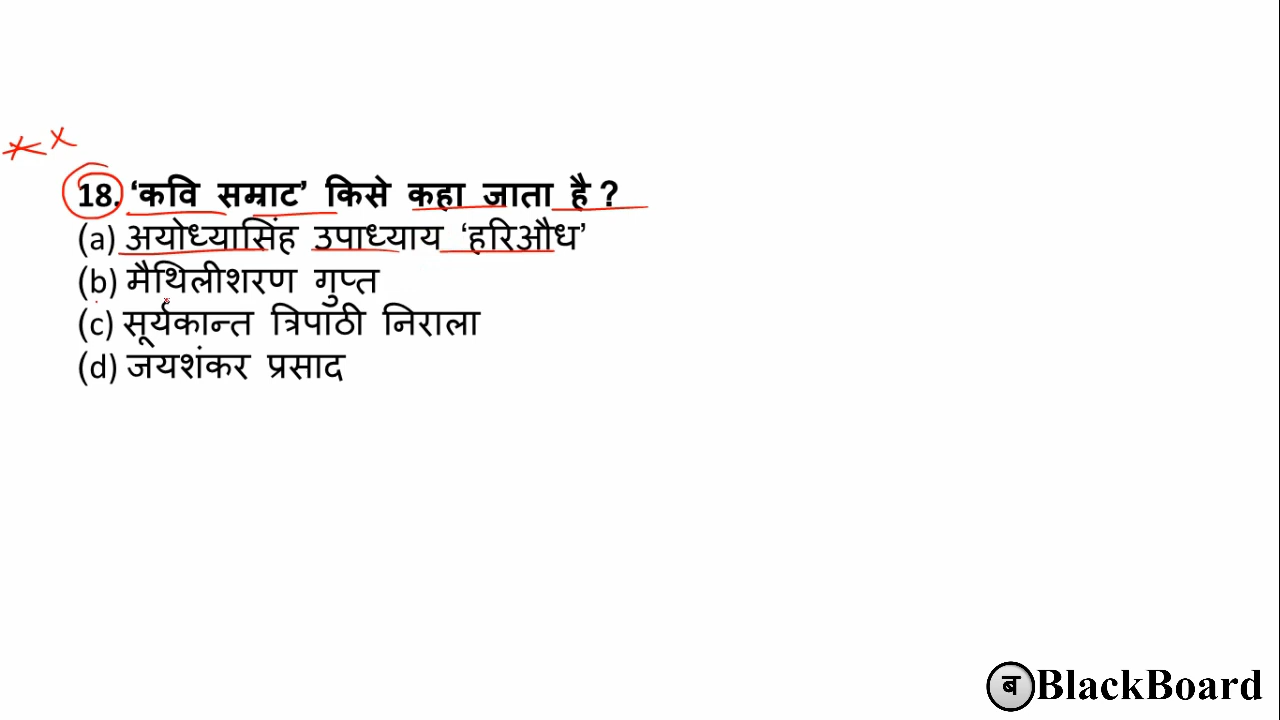 18. ‘कवि सम्राट’ किसे कहा जाता है ?
(a) अयोध्यासिंह उपाध्याय ‘हरिऔध’
(b) मैथिलीशरण गुप्त
(c) सूर्यकान्त त्रिपाठी निराला
(d) जयशंकर प्रसाद
ब BlackBoard